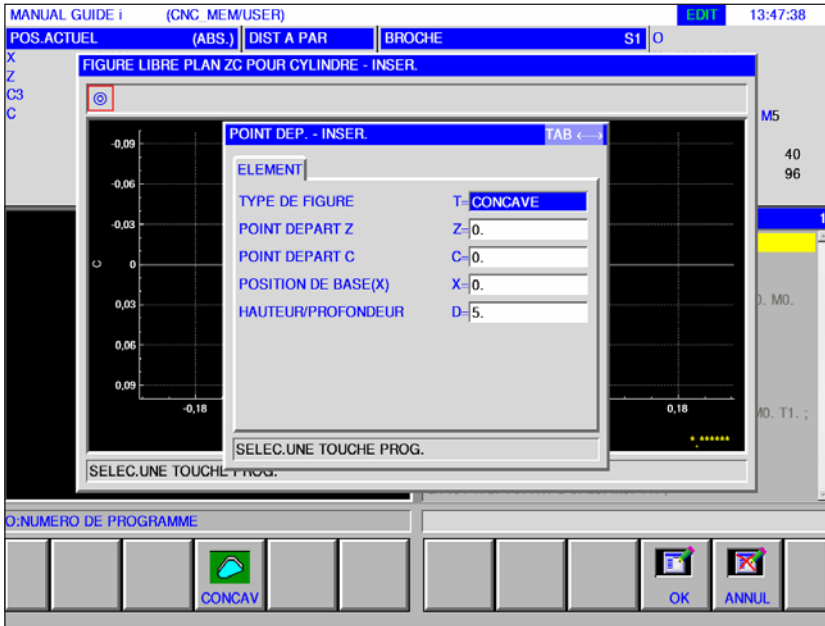 MANUAL GUIDE i (CNC_MEM/USER) EDIT 13:47:38
POS.ACTUEL (ABS.) DIST A PAR BROCHE S1 O
X
Z
C3
C
M5
40
96
1
0. M0.
M0. T1. ;
FIGURE LIBRE PLAN ZC POUR CYLINDRE - INSER.
-0,09
-0,06
-0,03
C 0
0,03
0,06
0,09
-0,18 0,18
*.******
POINT DEP. - INSER. TAB ←→
ELEMENT
TYPE DE FIGURE T= CONCAVE
POINT DEPART Z Z= 0.
POINT DEPART C C= 0.
POSITION DE BASE(X) X= 0.
HAUTEUR/PROFONDEUR D= 5.
SELEC.UNE TOUCHE PROG.
SELEC.UNE TOUCHE PROG.
O:NUMERO DE PROGRAMME
CONCAV OK ANNUL